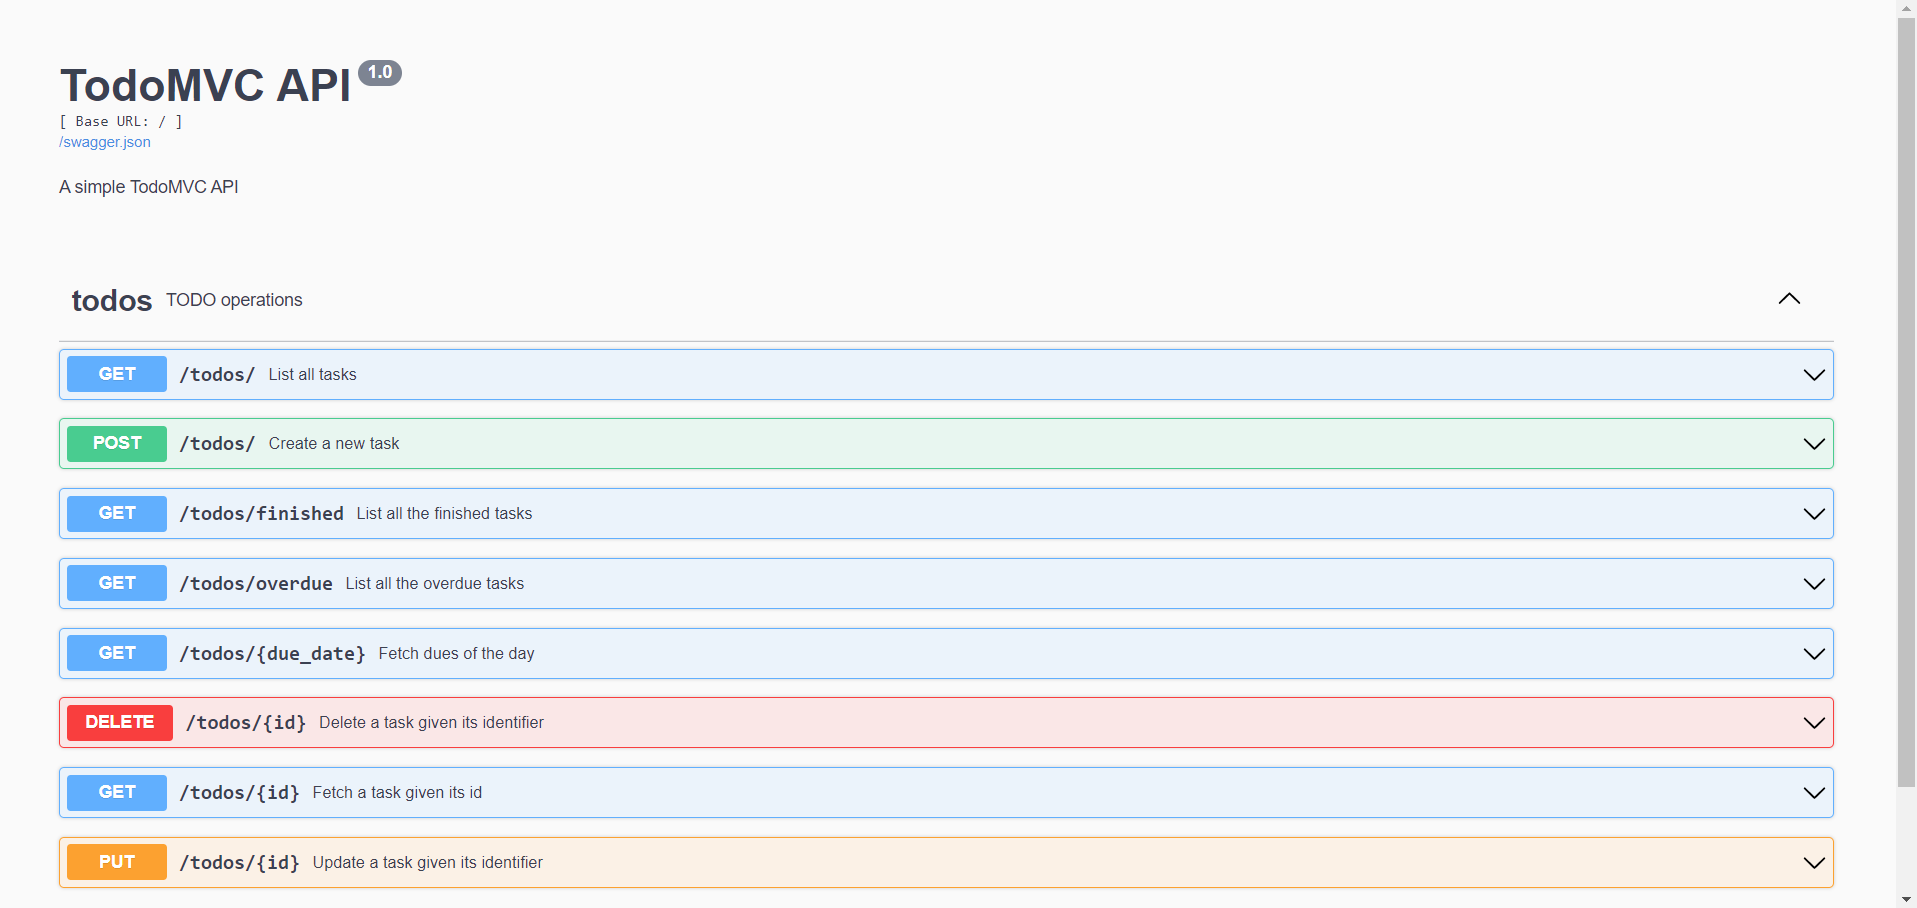 TodoMVC API 1.0
[ Base URL: / ]
/swagger.json
A simple TodoMVC API
todos TODO operations
GET /todos/ List all tasks
POST /todos/ Create a new task
GET /todos/finished List all the finished tasks
GET /todos/overdue List all the overdue tasks
GET /todos/{due_date} Fetch dues of the day
DELETE /todos/{id} Delete a task given its identifier
GET /todos/{id} Fetch a task given its id
PUT /todos/{id} Update a task given its identifier